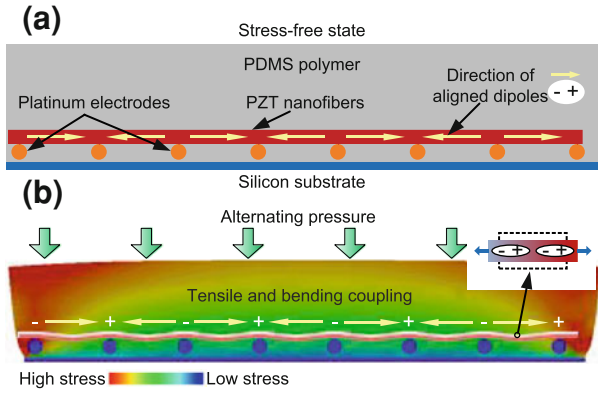 (a)
Stress-free state
PDMS polymer
Platinum electrodes
PZT nanofibers
Direction of
aligned dipoles
- +
Silicon substrate
(b)
Alternating pressure
- + - +
Tensile and bending coupling
- + - + - + - +
High stress
Low stress